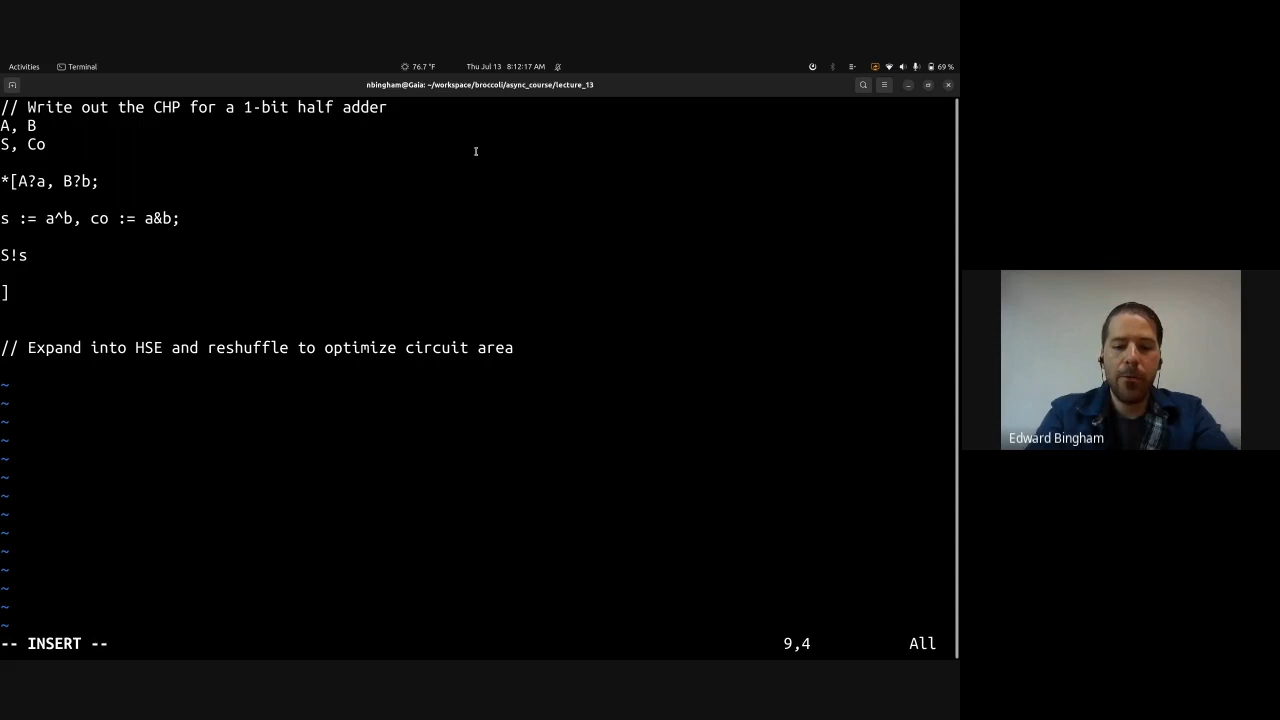 Activities
Terminal
76.7 °F
Thu Jul 13 8:12:17 AM
69 %
nbingham@Gaia: ~/workspace/broccoli/async_course/lecture_13
// Write out the CHP for a 1-bit half adder
A, B
S, Co
*[A?a, B?b;
s := a^b, co := a&b;
S!s
]
// Expand into HSE and reshuffle to optimize circuit area
~
~
~
~
~
~
~
~
~
~
~
~
~
~
-- INSERT --
9,4
All
Edward Bingham